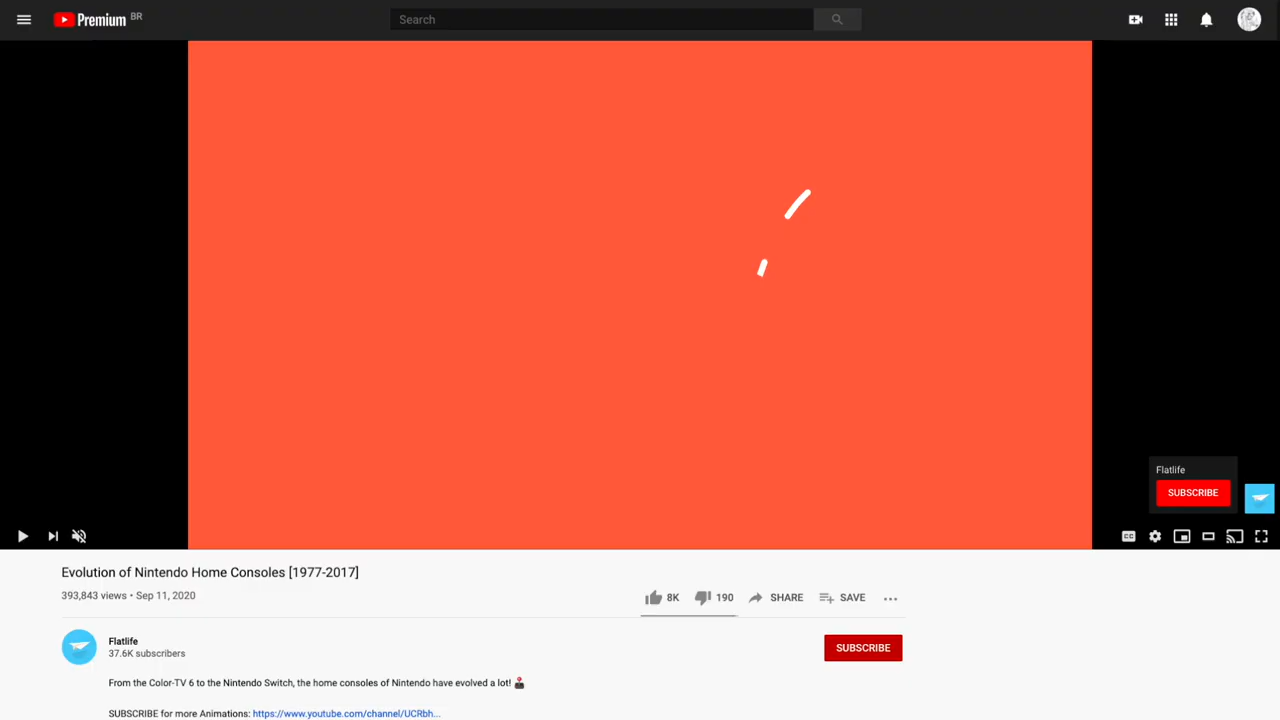 Premium BR
Search
Flatlife
SUBSCRIBE
CC
Evolution of Nintendo Home Consoles [1977-2017]
393,843 views • Sep 11, 2020
8K 190 SHARE SAVE
Flatlife
37.6K subscribers
SUBSCRIBE
From the Color-TV 6 to the Nintendo Switch, the home consoles of Nintendo have evolved a lot! 🕹️
SUBSCRIBE for more Animations: https://www.youtube.com/channel/UCRbh...